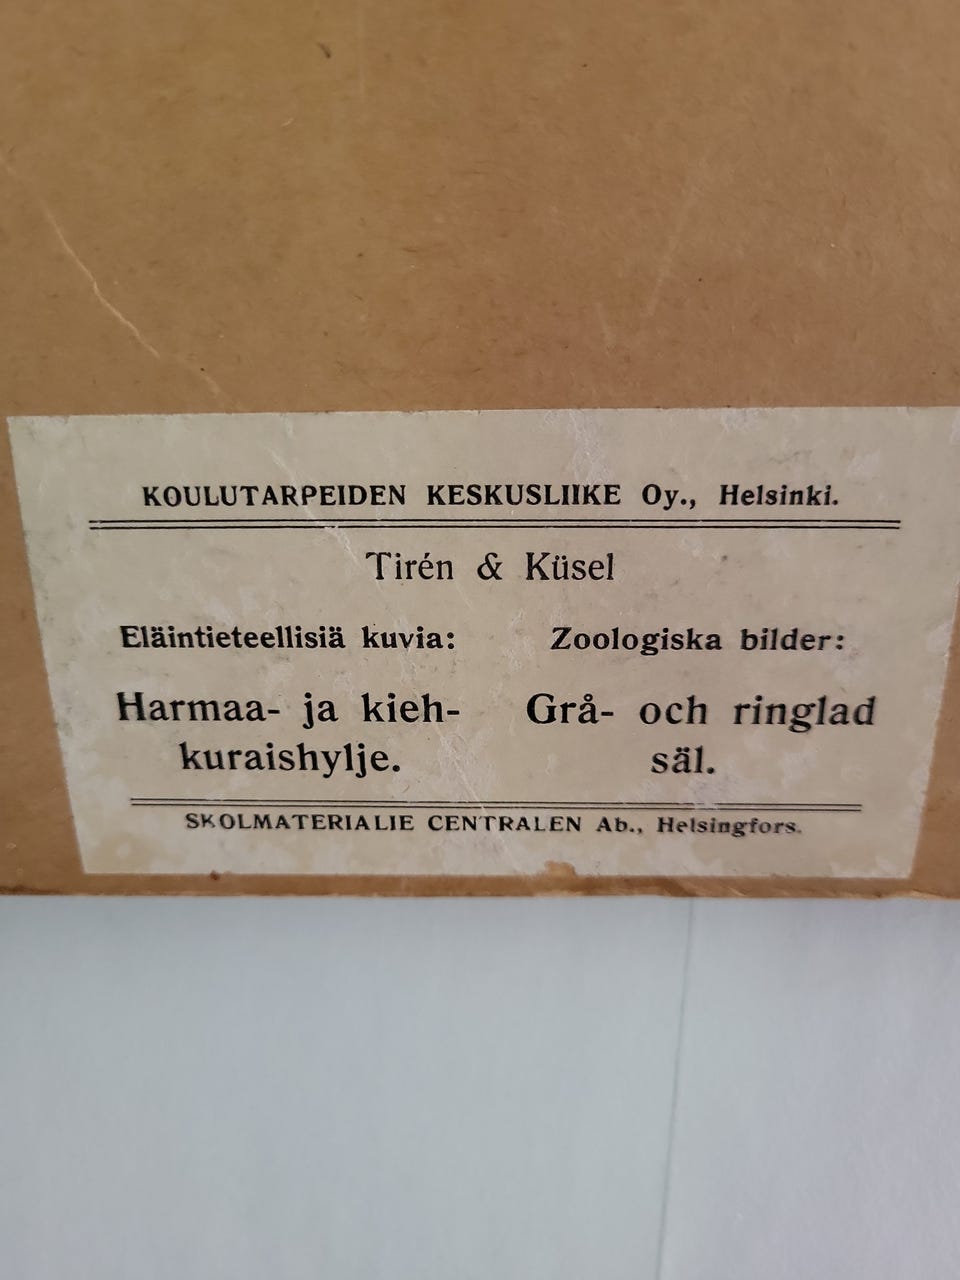 KOULUTARPEIDEN KESKUSLIIKE Oy., Helsinki.
Tirén & Küsel
Eläintieteellisiä kuvia:
Harmaa- ja kieh-
kuraishylje.
Zoologiska bilder:
Grå- och ringlad
säl.
SKOLMATERIALIE CENTRALEN Ab., Helsingfors.